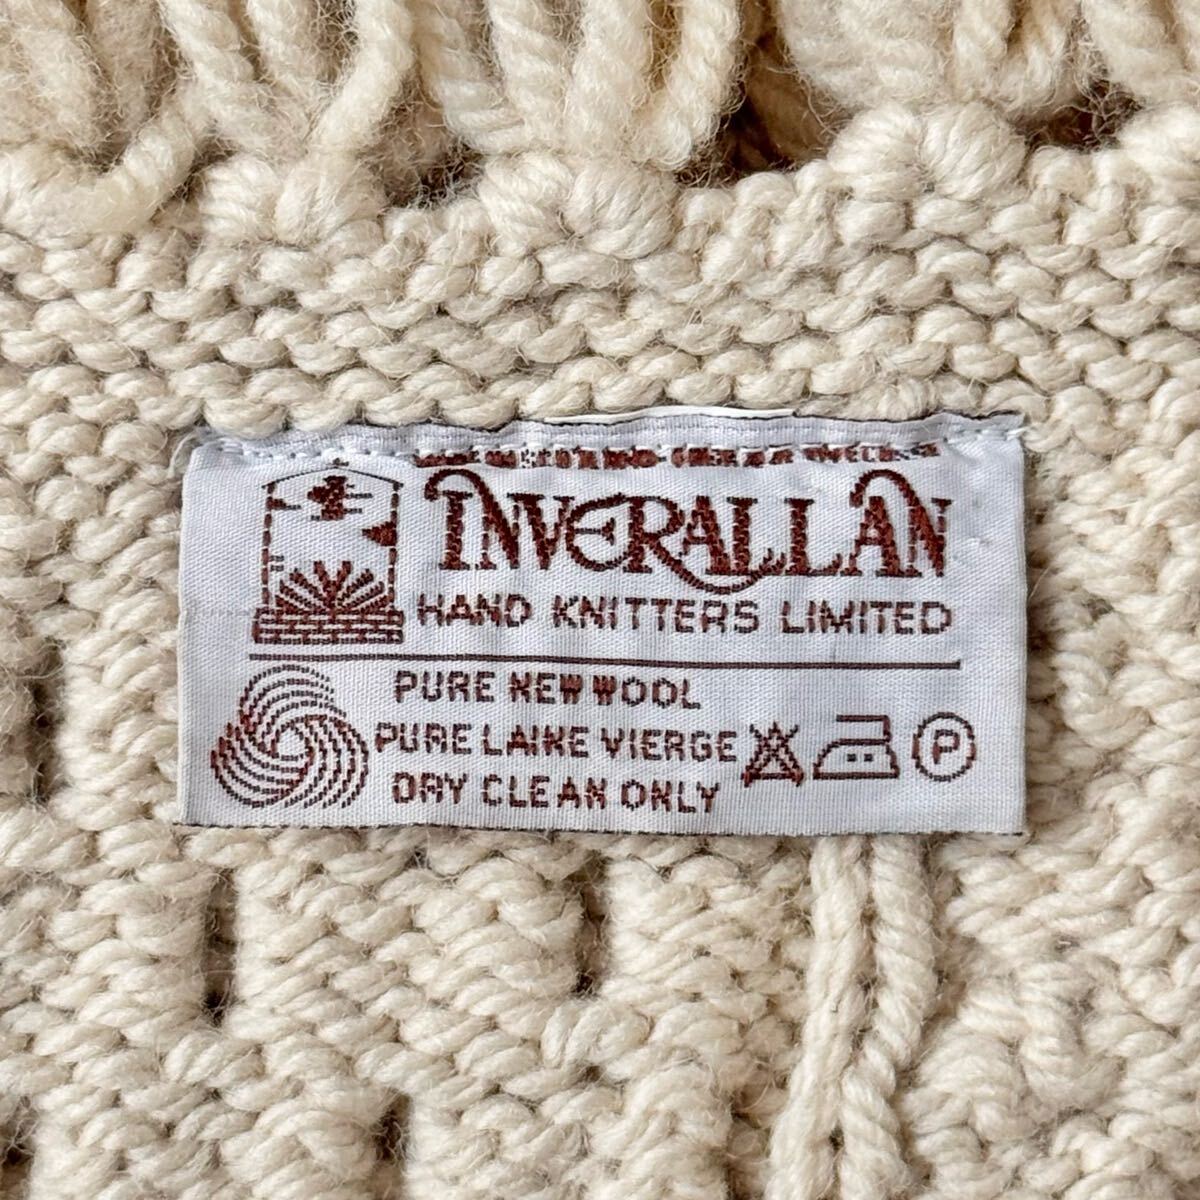 INVERALLAN
HAND KNITTERS LIMITED
PURE NEW WOOL
PURE LAINE VIERGE
P
DRY CLEAN ONLY